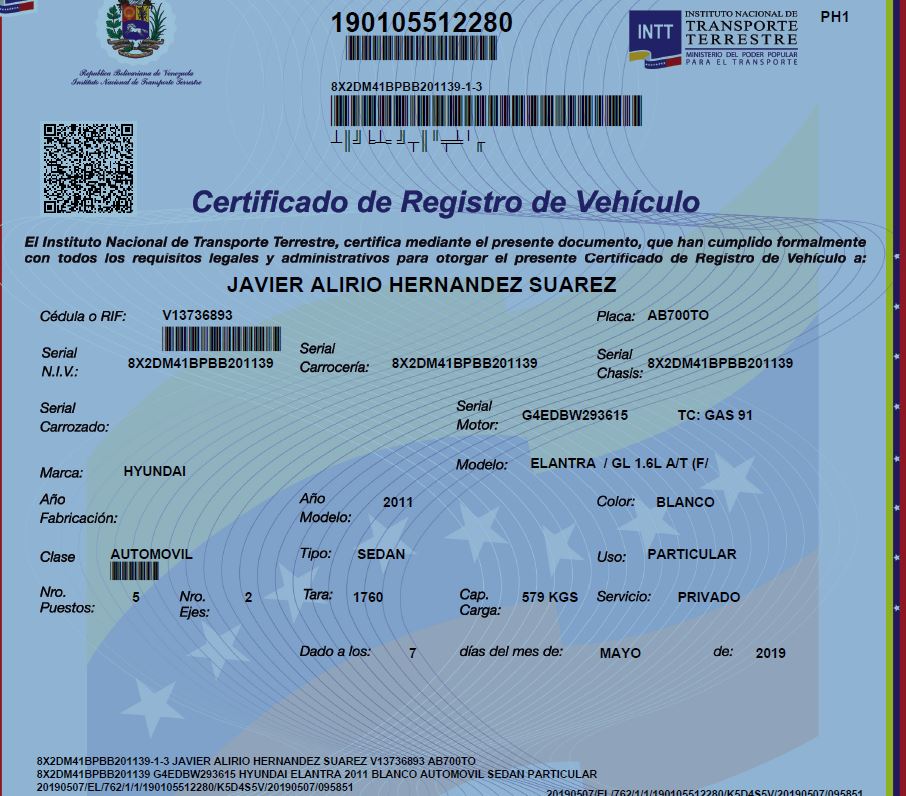 190105512280
INTT
INSTITUTO NACIONAL DE
TRANSPORTE
TERRESTRE
MINISTERIO DEL PODER POPULAR
PARA EL TRANSPORTE
PH1
República Bolivariana de Venezuela
Instituto Nacional de Transporte Terrestre
8X2DM41BPBB201139-1-3
Certificado de Registro de Vehículo
El Instituto Nacional de Transporte Terrestre, certifica mediante el presente documento, que han cumplido formalmente
con todos los requisitos legales y administrativos para otorgar el presente Certificado de Registro de Vehículo a:
JAVIER ALIRIO HERNANDEZ SUAREZ
Cédula o RIF: V13736893 Placa: AB700TO
Serial N.I.V.: 8X2DM41BPBB201139 Serial Carrocería: 8X2DM41BPBB201139 Serial Chasis: 8X2DM41BPBB201139
Serial Carrozado: Serial Motor: G4EDBW293615 TC: GAS 91
Marca: HYUNDAI Modelo: ELANTRA / GL 1.6L A/T (F/
Año Fabricación: Año Modelo: 2011 Color: BLANCO
Clase AUTOMOVIL Tipo: SEDAN Uso: PARTICULAR
Nro. Puestos: 5 Nro. Ejes: 2 Tara: 1760 Cap. Carga: 579 KGS Servicio: PRIVADO
Dado a los: 7 días del mes de: MAYO de: 2019
8X2DM41BPBB201139-1-3 JAVIER ALIRIO HERNANDEZ SUAREZ V13736893 AB700TO
8X2DM41BPBB201139 G4EDBW293615 HYUNDAI ELANTRA 2011 BLANCO AUTOMOVIL SEDAN PARTICULAR
20190507/EL/762/1/1/190105512280/K5D4S5V/20190507/095851
20190507/EL/762/1/1/190105512280/K5D4S5V/20190507/095851